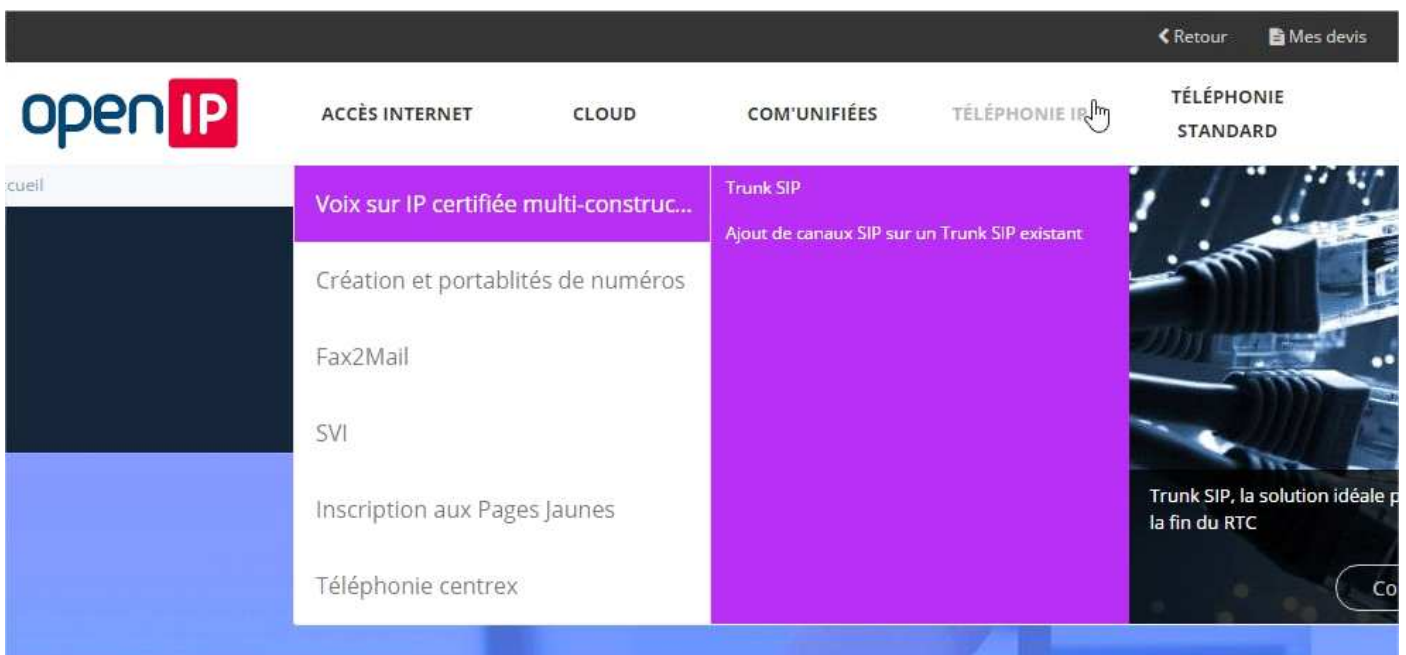 Retour Mes devis
open IP
ACCÈS INTERNET CLOUD COM'UNIFIÉES TÉLÉPHONIE IP TÉLÉPHONIE
STANDARD
cueil
Voix sur IP certifiée multi-construc...
Trunk SIP
Ajout de canaux SIP sur un Trunk SIP existant
Création et portablités de numéros
Fax2Mail
SVI
Inscription aux Pages Jaunes
Téléphonie centrex
Trunk SIP, la solution idéale p
la fin du RTC
Co